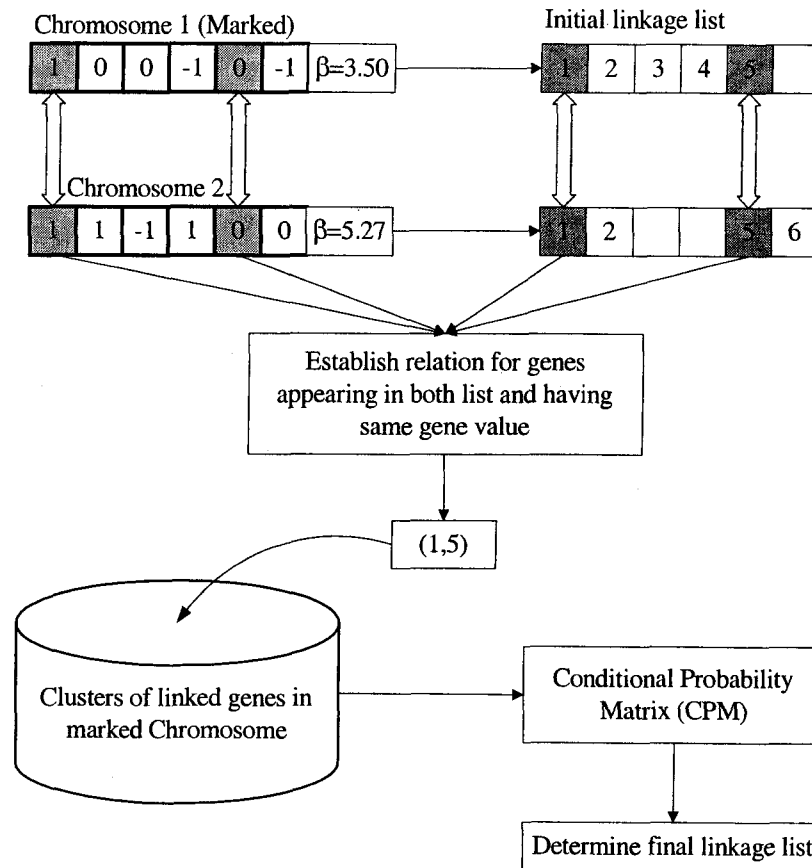 Chromosome 1 (Marked)
Initial linkage list
1 0 0 -1 0 -1 β=3.50
1 2 3 4 5
Chromosome 2
1 1 -1 1 0 0 β=5.27
1 2 5 6
Establish relation for genes
appearing in both list and having
same gene value
(1,5)
Clusters of linked genes in
marked Chromosome
Conditional Probability
Matrix (CPM)
Determine final linkage list